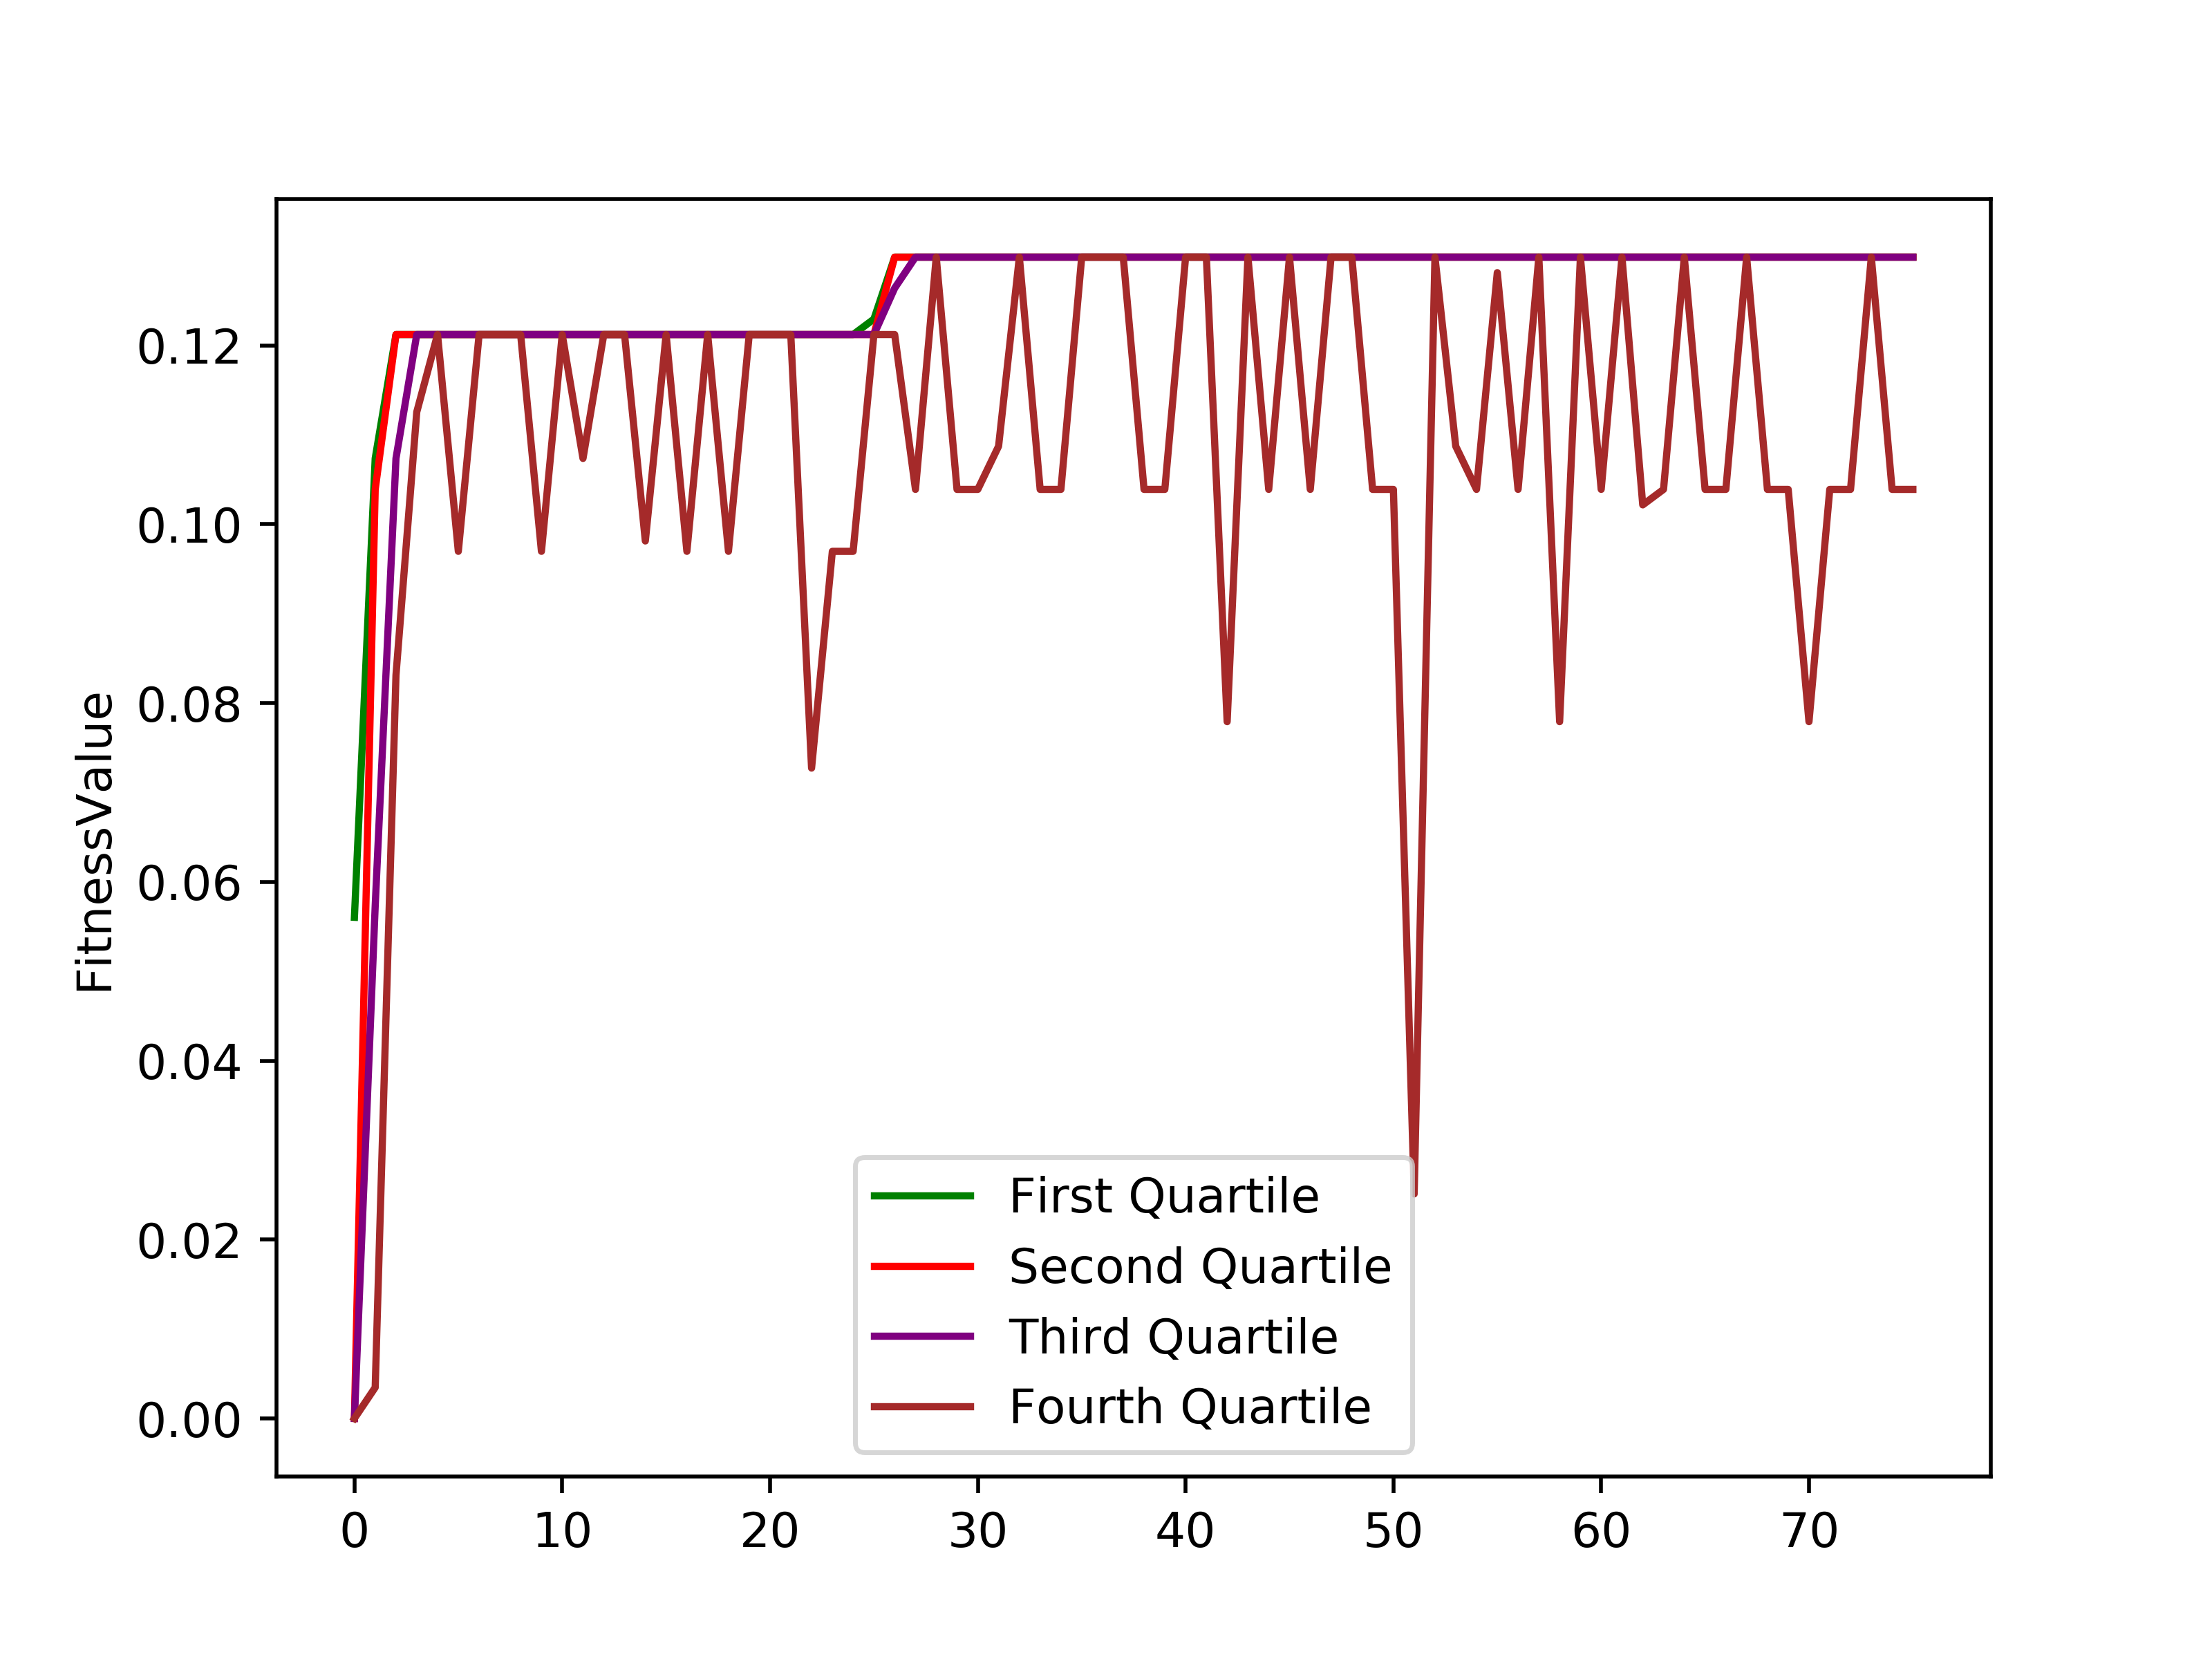 FitnessValue
0.12
0.10
0.08
0.06
0.04
0.02
0.00
First Quartile
Second Quartile
Third Quartile
Fourth Quartile
0 10 20 30 40 50 60 70